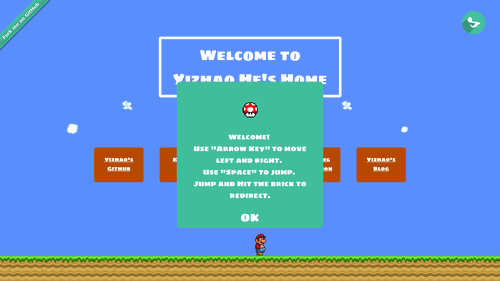 Fork me on GitHub
Welcome to
Yizhao He's Home
Welcome!
Use "Arrow Key" to move
left and right.
Use "Space" to jump.
Jump and Hit the brick to
redirect.
OK
Yizhao's
GitHub
Yizhao's
Blog